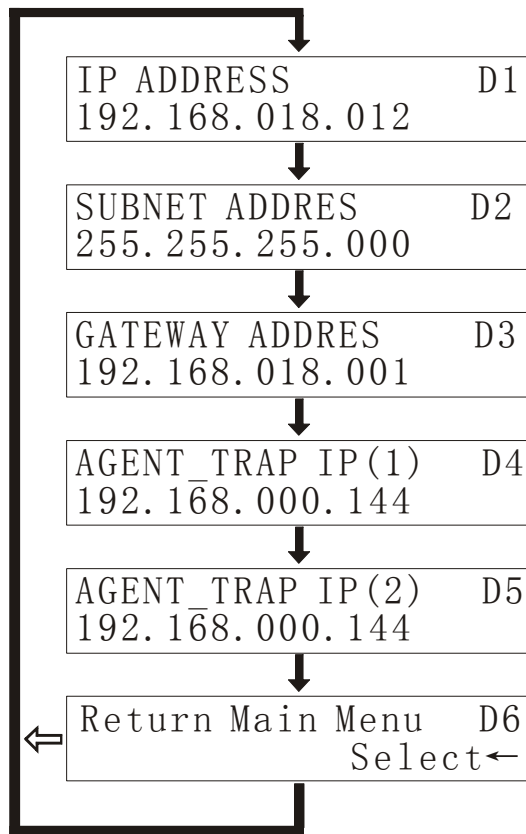 IP ADDRESS D1
192.168.018.012
SUBNET ADDRES D2
255.255.255.000
GATEWAY ADDRES D3
192.168.018.001
AGENT_TRAP IP(1) D4
192.168.000.144
AGENT_TRAP IP(2) D5
192.168.000.144
Return Main Menu D6
Select←